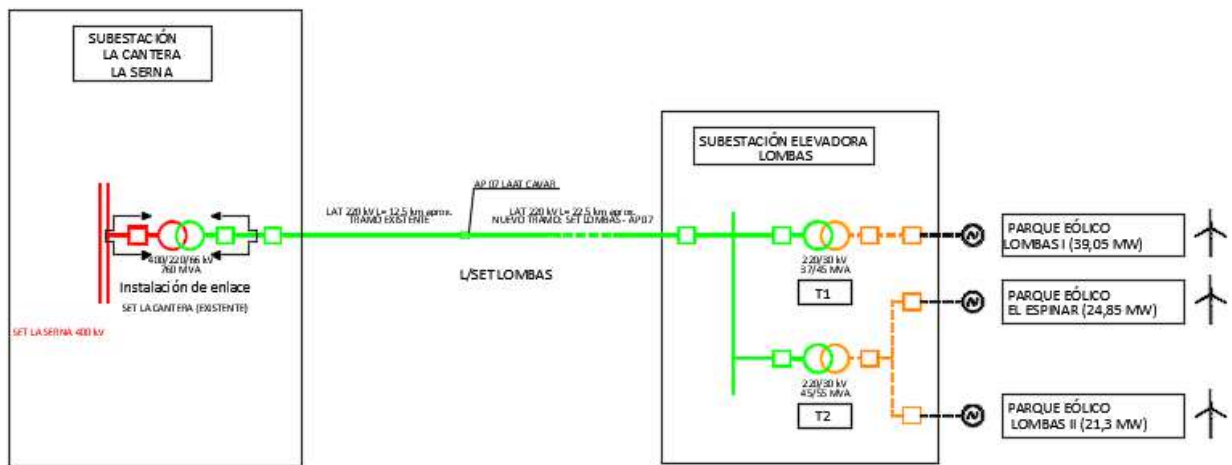 SUBESTACIÓN
LA CANTERA
LA SERNA
SUBESTACIÓN ELEVADORA
LOMBAS
AP 07 LAAT CAVAR
LAT 220 kV L= 12,5 km aprox.
TRAMO EXISTENTE
LAT 220 kV L= 22,5 km aprox.
NUEVO TRAMO: SET LOMBAS - AP07
L/SET LOMBAS
400/220/66 kV
760 MVA
Instalación de enlace
SET LA CANTERA (EXISTENTE)
SET LA SERNA 400 kV
220/30 kV
37/45 MVA
T1
220/30 kV
45/55 MVA
T2
PARQUE EÓLICO
LOMBAS I (39,05 MW)
PARQUE EÓLICO
EL ESPINAR (24,85 MW)
PARQUE EÓLICO
LOMBAS II (21,3 MW)